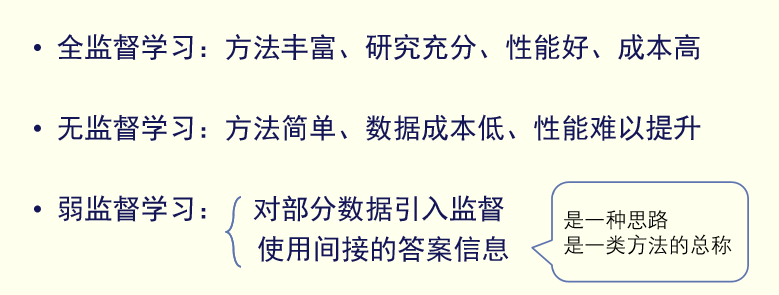 • 全监督学习：方法丰富、研究充分、性能好、成本高
• 无监督学习：方法简单、数据成本低、性能难以提升
• 弱监督学习：
对部分数据引入监督
使用间接的答案信息
是一种思路
是一类方法的总称